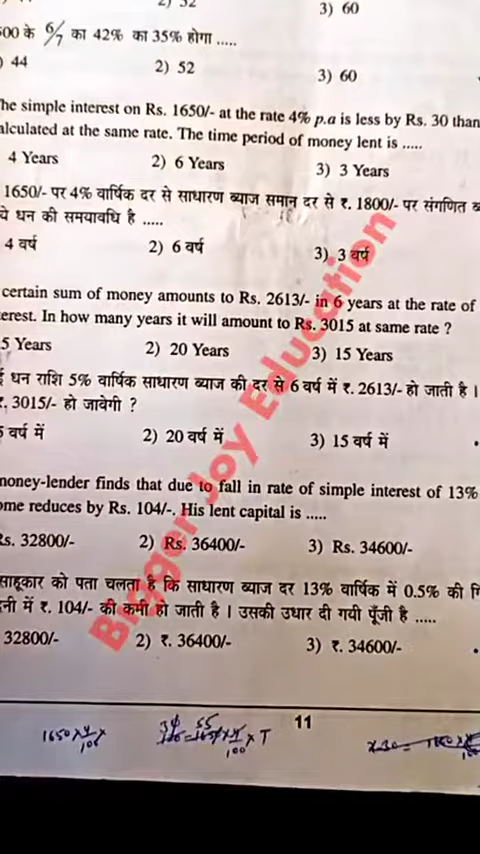 2) 52
3) 60
500 के 6/7 का 42% का 35% होगा .....
) 44
2) 52
3) 60
he simple interest on Rs. 1650/- at the rate 4% p.a is less by Rs. 30 than
alculated at the same rate. The time period of money lent is .....
4 Years
2) 6 Years
3) 3 Years
1650/- पर 4% वार्षिक दर से साधारण ब्याज समान दर से रु. 1800/- पर संगणित ब्
ये धन की समयावधि है .....
4 वर्ष
2) 6 वर्ष
3) 3 वर्ष
certain sum of money amounts to Rs. 2613/- in 6 years at the rate of
erest. In how many years it will amount to Rs. 3015 at same rate ?
5 Years
2) 20 Years
3) 15 Years
ई धन राशि 5% वार्षिक साधारण ब्याज की दर से 6 वर्ष में रु. 2613/- हो जाती है ।
रु. 3015/- हो जावेगी ?
वर्ष में
2) 20 वर्ष में
3) 15 वर्ष में
money-lender finds that due to fall in rate of simple interest of 13%
ome reduces by Rs. 104/-. His lent capital is .....
Rs. 32800/-
2) Rs. 36400/-
3) Rs. 34600/-
साहूकार को पता चलता है कि साधारण ब्याज दर 13% वार्षिक में 0.5% की गि
दनी में रु. 104/- की कमी हो जाती है । उसकी उधार दी गयी पूँजी है .....
32800/-
2) रु. 36400/-
3) रु. 34600/-
Bigger Joy Education
11
1650×4/100×